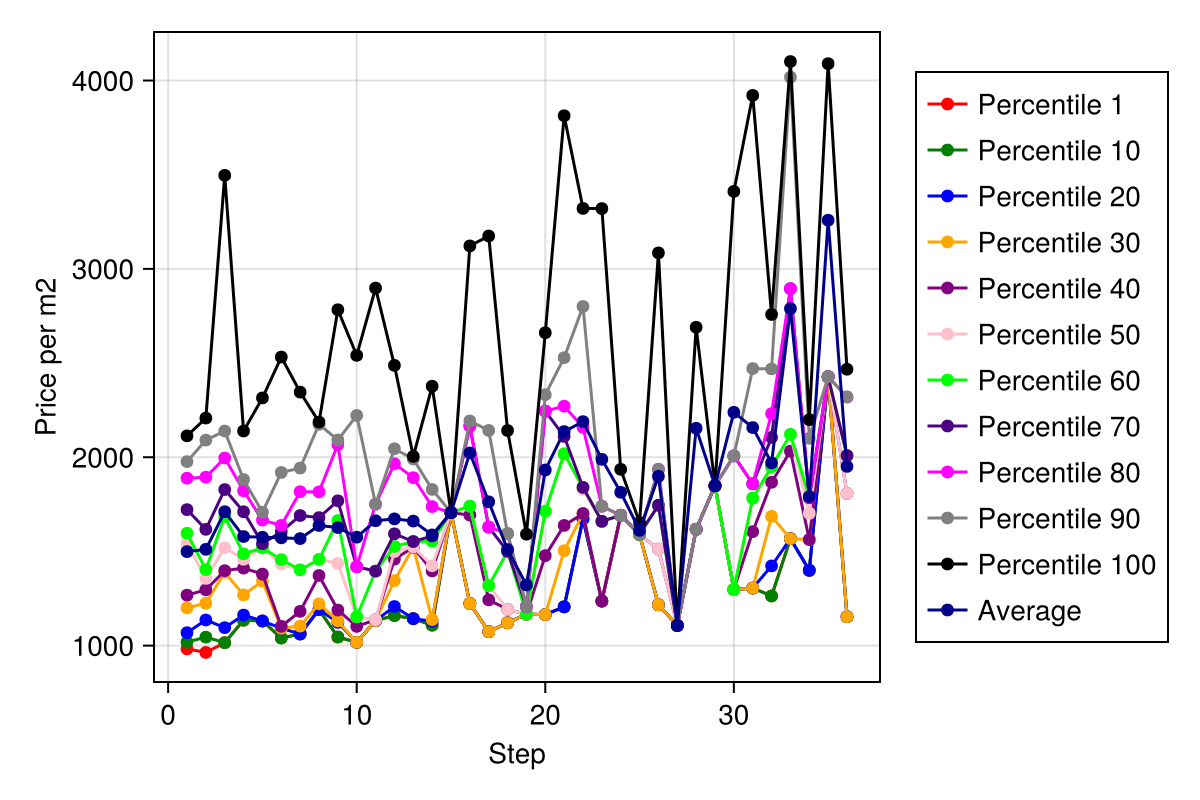 4000
3000
2000
1000
Price per m2
0 10 20 30
Step
Percentile 1
Percentile 10
Percentile 20
Percentile 30
Percentile 40
Percentile 50
Percentile 60
Percentile 70
Percentile 80
Percentile 90
Percentile 100
Average